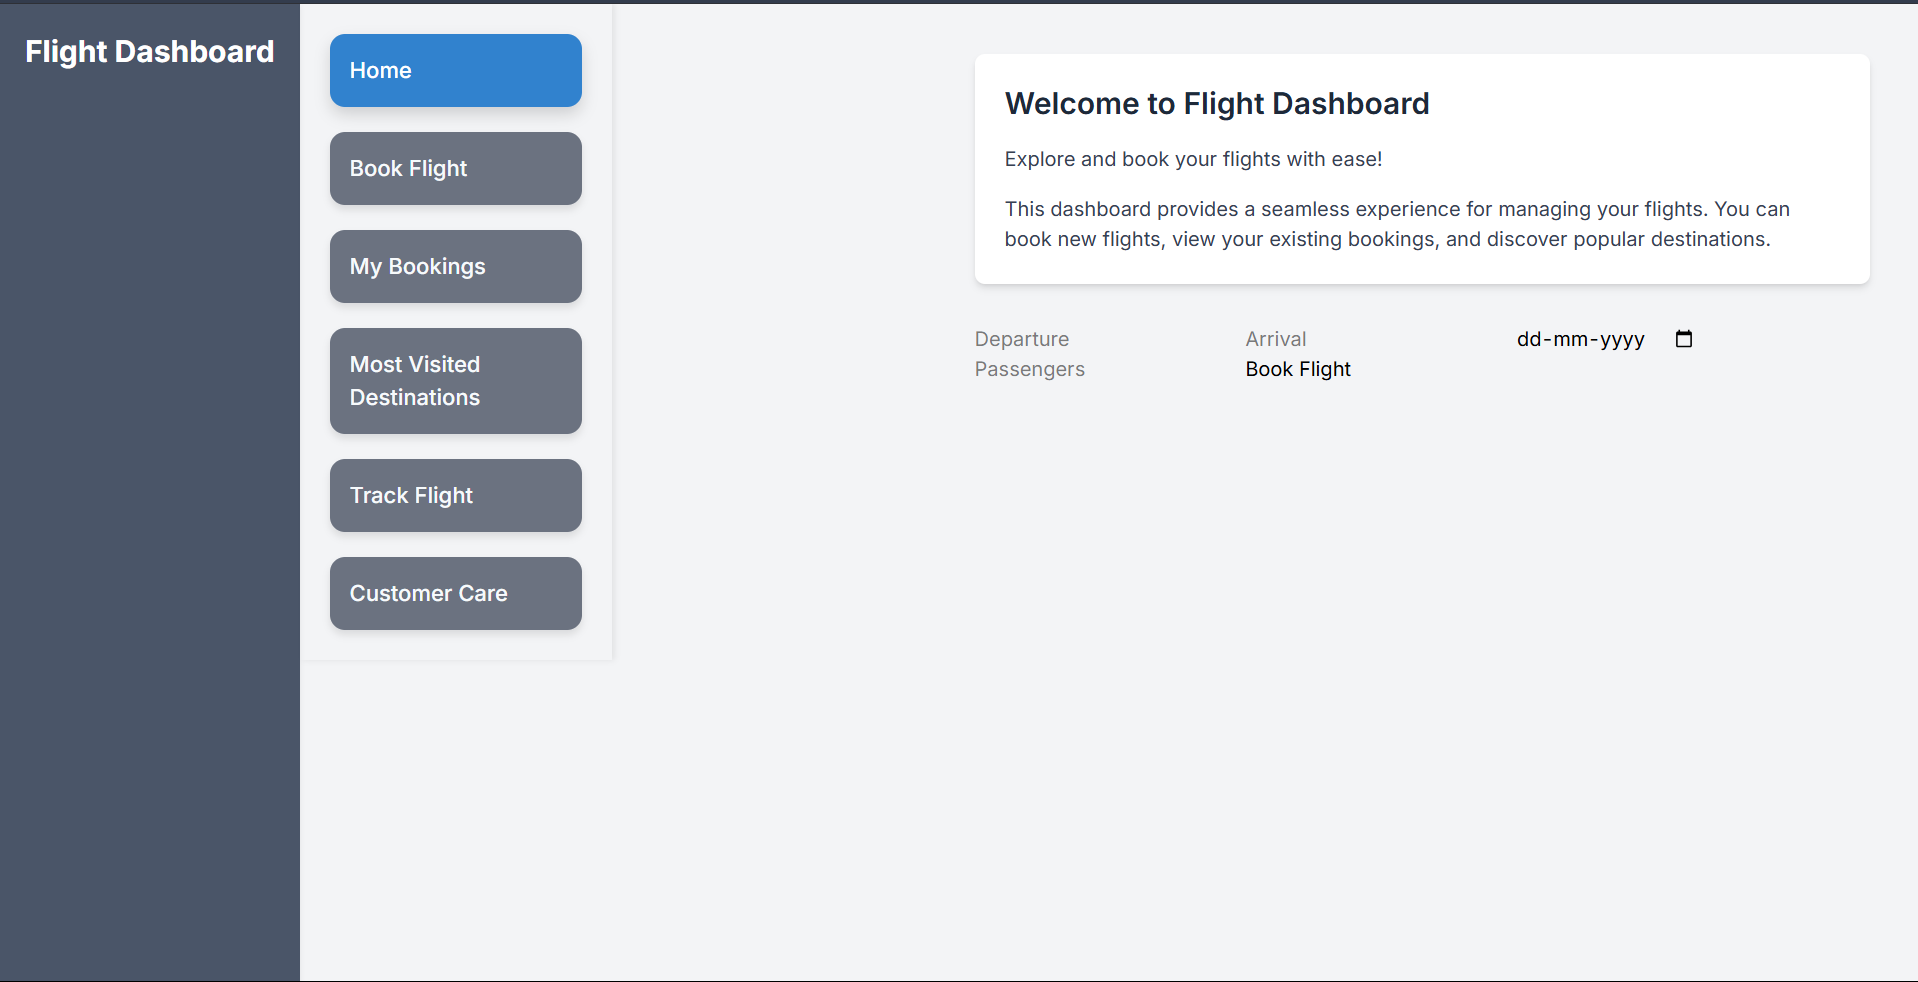 Flight Dashboard
Home
Book Flight
My Bookings
Most Visited
Destinations
Track Flight
Customer Care
Welcome to Flight Dashboard
Explore and book your flights with ease!
This dashboard provides a seamless experience for managing your flights. You can
book new flights, view your existing bookings, and discover popular destinations.
Departure
Arrival
dd-mm-yyyy
Passengers
Book Flight